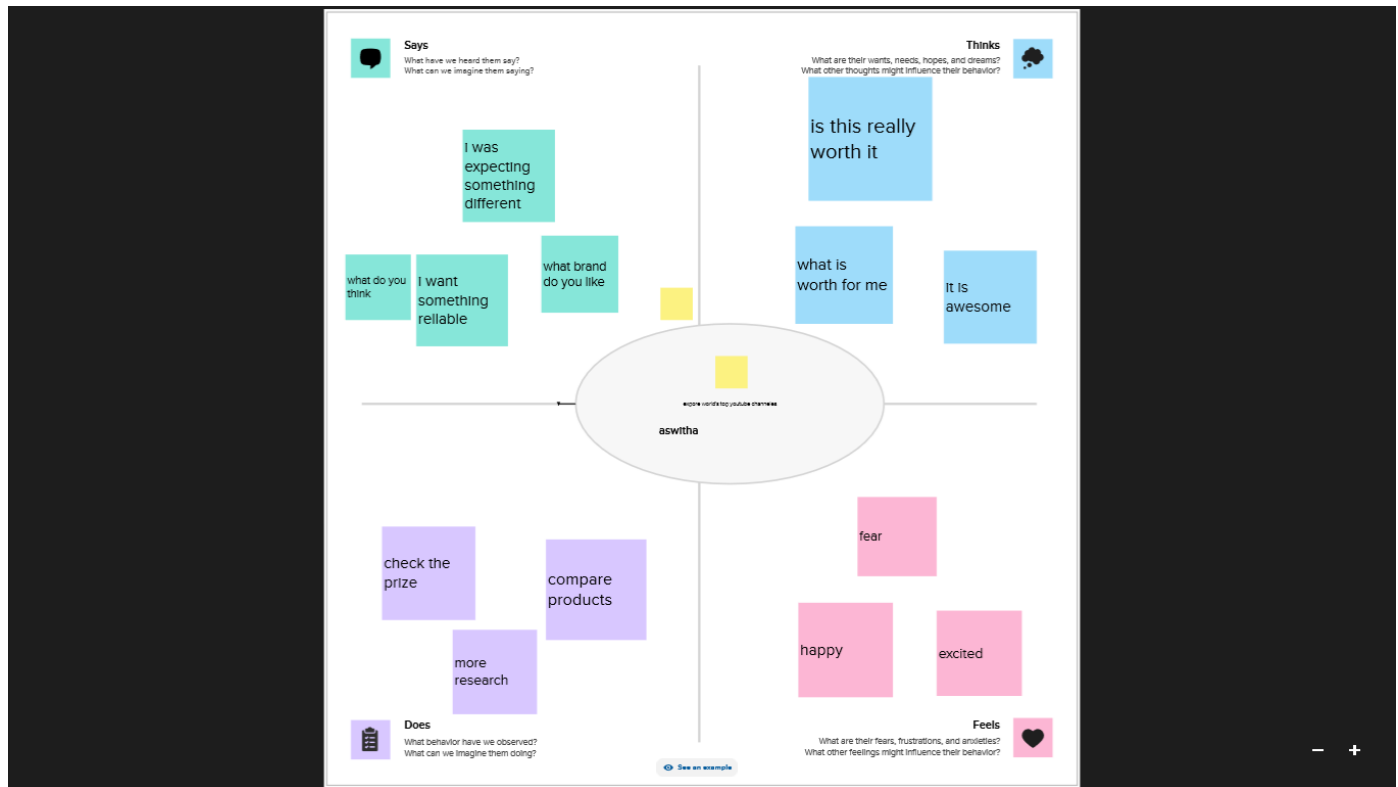 Says
What have we heard them say?
What can we imagine them saying?
Thinks
What are their wants, needs, hopes, and dreams?
What other thoughts might influence their behavior?
I was
expecting
something
different
what do you
think
I want
something
reliable
what brand
do you like
is this really
worth it
what is
worth for me
it is
awesome
explore world's top youtube channeles
aswitha
check the
prize
compare
products
more
research
fear
happy
excited
Does
What behavior have we observed?
What can we imagine them doing?
Feels
What are their fears, frustrations, and anxieties?
What other feelings might influence their behavior?
See an example